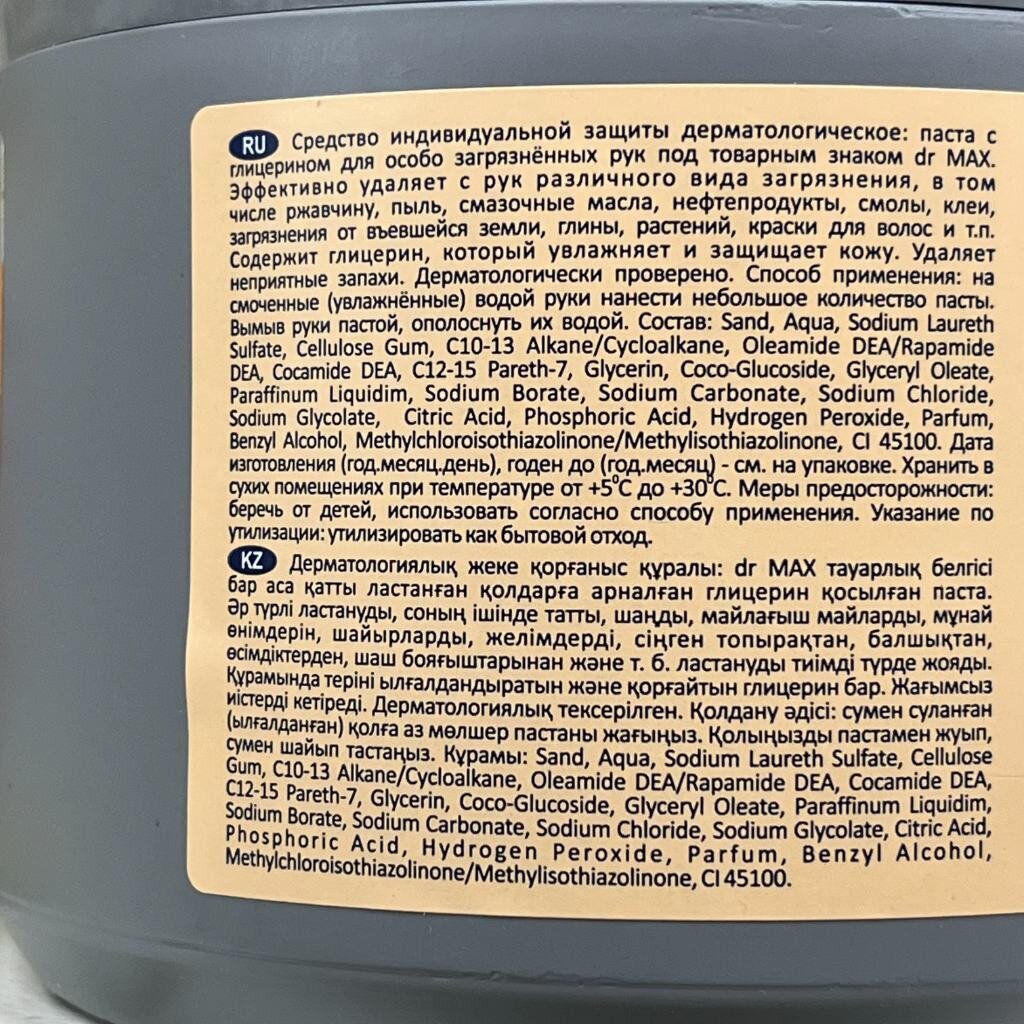 RU Средство индивидуальной защиты дерматологическое: паста с
глицерином для особо загрязнённых рук под товарным знаком dr MAX.
Эффективно удаляет с рук различного вида загрязнения, в том
числе ржавчину, пыль, смазочные масла, нефтепродукты, смолы, клеи,
загрязнения от въевшейся земли, глины, растений, краски для волос и т.п.
Содержит глицерин, который увлажняет и защищает кожу. Удаляет
неприятные запахи. Дерматологически проверено. Способ применения: на
смоченные (увлажнённые) водой руки нанести небольшое количество пасты.
Вымыв руки пастой, ополоснуть их водой. Состав: Sand, Aqua, Sodium Laureth
Sulfate, Cellulose Gum, C10-13 Alkane/Cycloalkane, Oleamide DEA/Rapamide
DEA, Cocamide DEA, C12-15 Pareth-7, Glycerin, Coco-Glucoside, Glyceryl Oleate,
Paraffinum Liquidim, Sodium Borate, Sodium Carbonate, Sodium Chloride,
Sodium Glycolate, Citric Acid, Phosphoric Acid, Hydrogen Peroxide, Parfum,
Benzyl Alcohol, Methylchloroisothiazolinone/Methylisothiazolinone, CI 45100. Дата
изготовления (год.месяц.день), годен до (год.месяц) - см. на упаковке. Хранить в
сухих помещениях при температуре от +5°C до +30°C. Меры предосторожности:
беречь от детей, использовать согласно способу применения. Указание по
утилизации: утилизировать как бытовой отход.
KZ Дерматологиялық жеке қорғаныс құралы: dr MAX тауарлық белгісі
бар аса қатты ластанған қолдарға арналған глицерин қосылған паста.
Әр түрлі ластануды, соның ішінде татты, шаңды, майлағыш майларды, мұнай
өнімдерін, шайырларды, желімдерді, сіңген топырақтан, балшықтан,
өсімдіктерден, шаш бояғыштарынан және т. б. ластануды тиімді түрде жояды.
Құрамында теріні ылғалдандыратын және қорғайтын глицерин бар. Жағымсыз
иістерді кетіреді. Дерматологиялық тексерілген. Қолдану әдісі: сумен суланған
(ылғалданған) қолға аз мөлшер пастаны жағыңыз. Қолыңызды пастамен жуып,
сумен шайып тастаңыз. Құрамы: Sand, Aqua, Sodium Laureth Sulfate, Cellulose
Gum, C10-13 Alkane/Cycloalkane, Oleamide DEA/Rapamide DEA, Cocamide DEA,
C12-15 Pareth-7, Glycerin, Coco-Glucoside, Glyceryl Oleate, Paraffinum Liquidim,
Sodium Borate, Sodium Carbonate, Sodium Chloride, Sodium Glycolate, Citric Acid,
Phosphoric Acid, Hydrogen Peroxide, Parfum, Benzyl Alcohol,
Methylchloroisothiazolinone/Methylisothiazolinone, CI 45100.